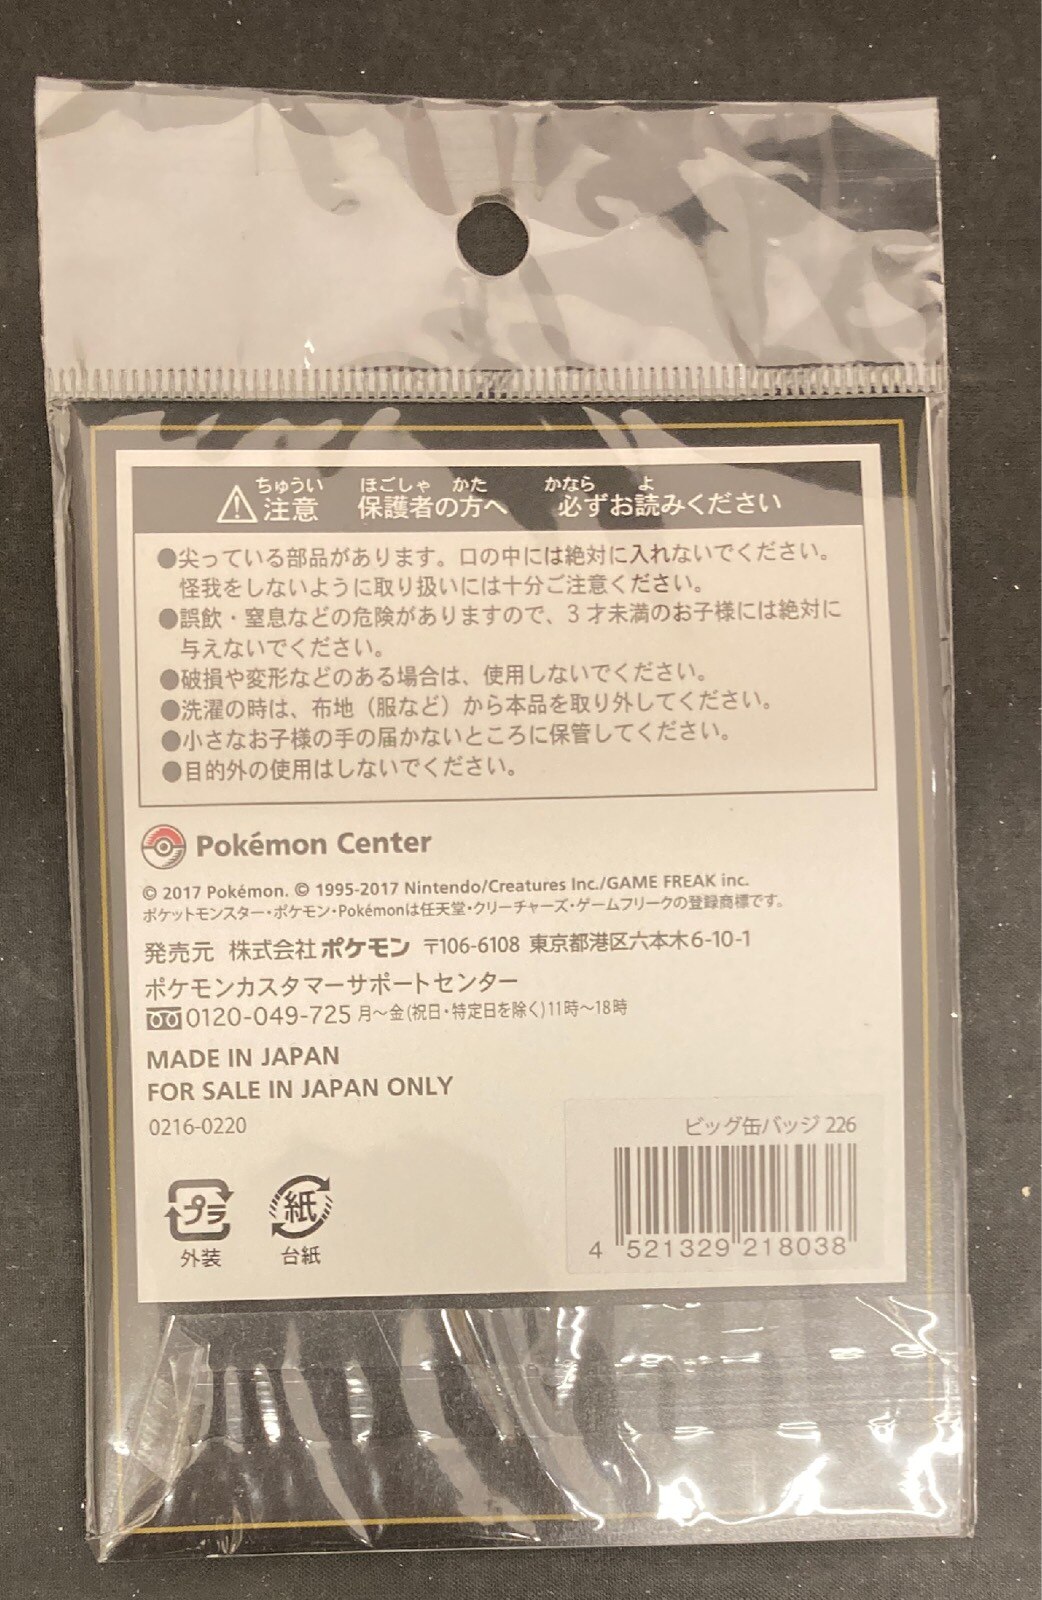 ちゅうい ほごしゃ かた かなら よ
注意 保護者の方へ 必ずお読みください
●尖っている部品があります。口の中には絶対に入れないでください。
怪我をしないように取り扱いには十分ご注意ください。
●誤飲・窒息などの危険がありますので、3才未満のお子様には絶対に
与えないでください。
●破損や変形などのある場合は、使用しないでください。
●洗濯の時は、布地（服など）から本品を取り外してください。
●小さなお子様の手の届かないところに保管してください。
●目的外の使用はしないでください。
Pokémon Center
© 2017 Pokémon. © 1995-2017 Nintendo/Creatures Inc./GAME FREAK inc.
ポケットモンスター・ポケモン・Pokémonは任天堂・クリーチャーズ・ゲームフリークの登録商標です。
発売元 株式会社ポケモン 〒106-6108 東京都港区六本木6-10-1
ポケモンカスタマーサポートセンター
0120-049-725 月～金(祝日・特定日を除く)11時～18時
MADE IN JAPAN
FOR SALE IN JAPAN ONLY
0216-0220
ビッグ缶バッジ 226
4 521329 218038
プラ 紙
外装 台紙